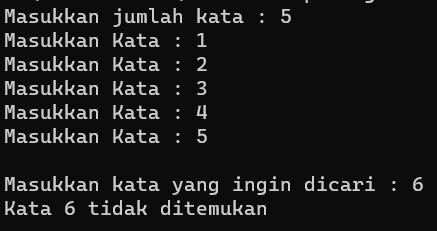 Masukkan jumlah kata : 5
Masukkan Kata : 1
Masukkan Kata : 2
Masukkan Kata : 3
Masukkan Kata : 4
Masukkan Kata : 5
Masukkan kata yang ingin dicari : 6
Kata 6 tidak ditemukan